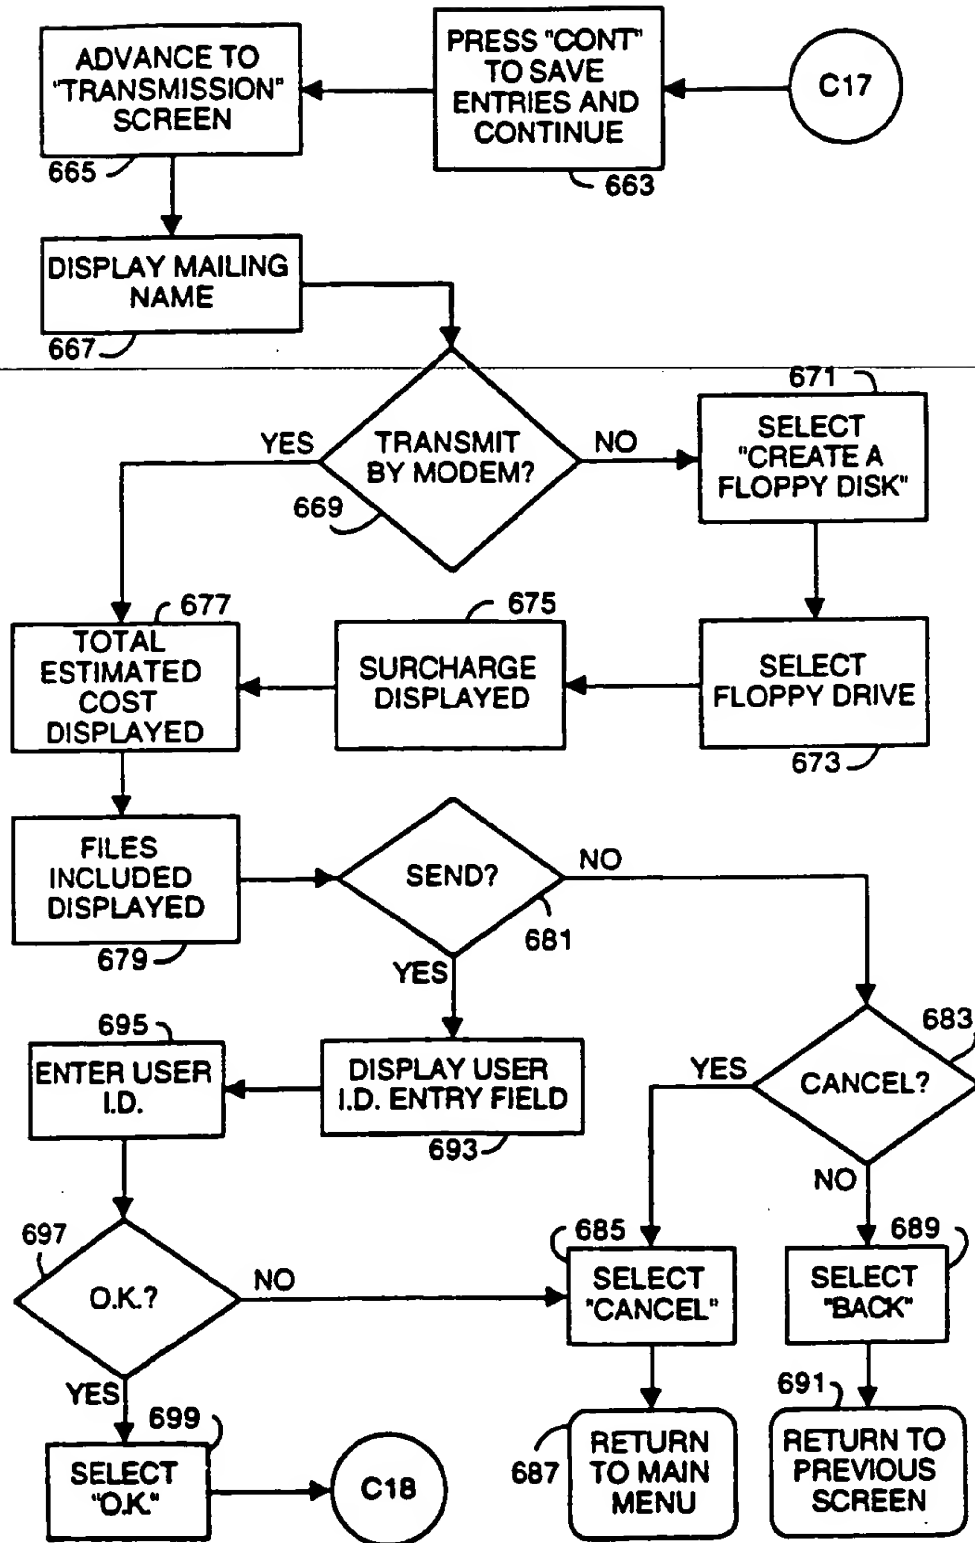 ADVANCE TO
"TRANSMISSION"
SCREEN
665
PRESS "CONT"
TO SAVE
ENTRIES AND
CONTINUE
663
C17
DISPLAY MAILING
NAME
667
TRANSMIT
BY MODEM?
669
YES
NO
671
SELECT
"CREATE A
FLOPPY DISK"
677
TOTAL
ESTIMATED
COST
DISPLAYED
675
SURCHARGE
DISPLAYED
SELECT
FLOPPY DRIVE
673
FILES
INCLUDED
DISPLAYED
679
SEND?
681
NO
YES
695
ENTER USER
I.D.
DISPLAY USER
I.D. ENTRY FIELD
693
YES
CANCEL?
683
NO
697
O.K.?
NO
YES
685
SELECT
"CANCEL"
689
SELECT
"BACK"
699
SELECT
"O.K."
C18
687
RETURN
TO MAIN
MENU
691
RETURN TO
PREVIOUS
SCREEN